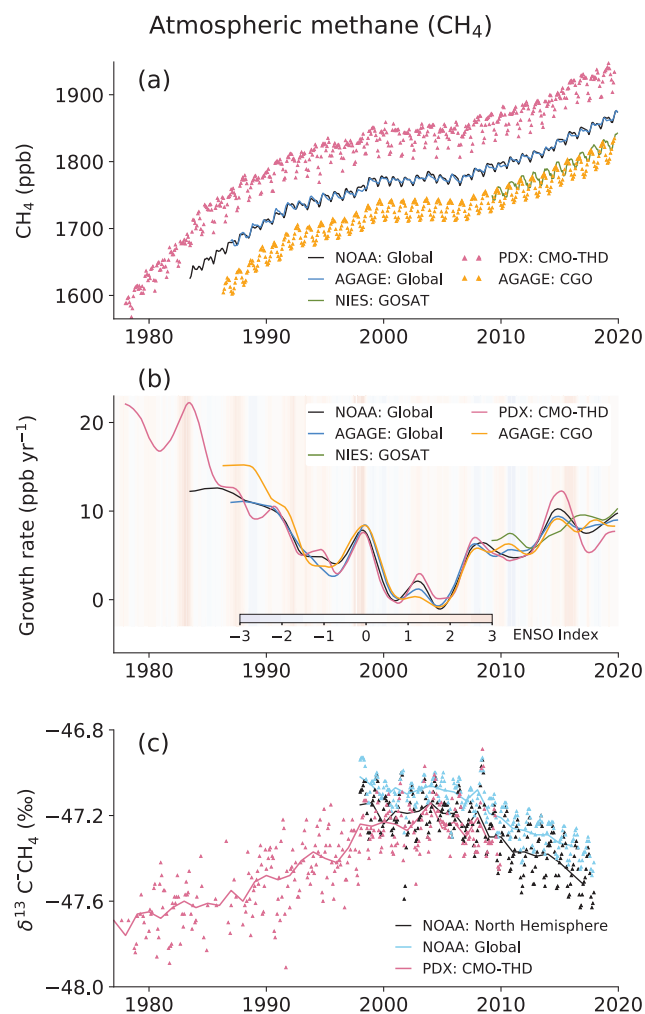 Atmospheric methane (CH₄)
(a)
CH₄ (ppb)
1900
1800
1700
1600
NOAA: Global
AGAGE: Global
NIES: GOSAT
PDX: CMO-THD
AGAGE: CGO
1980 1990 2000 2010 2020
(b)
Growth rate (ppb yr⁻¹)
20
10
0
NOAA: Global
AGAGE: Global
NIES: GOSAT
PDX: CMO-THD
AGAGE: CGO
−3 −2 −1 0 1 2 3 ENSO Index
1980 1990 2000 2010 2020
(c)
δ¹³ C⁻CH₄ (‰)
−46.8
−47.2
−47.6
−48.0
NOAA: North Hemisphere
NOAA: Global
PDX: CMO-THD
1980 1990 2000 2010 2020